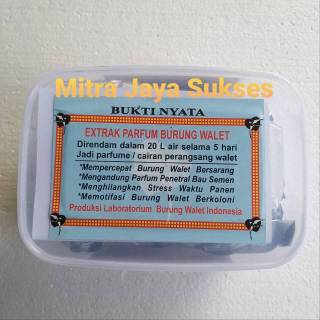 Mitra Jaya Sukses
BUKTI NYATA
EXTRAK PARFUM BURUNG WALET
Direndam dalam 20 L air selama 5 hari
Jadi parfume / cairan perangsang walet
*Mempercepat Burung Walet Bersarang
*Mengandung Parfum Penetral Bau Semen
*Menghilangkan Stress Waktu Panen
*Memotifasi Burung Walet Berkoloni
Produksi Laboratorium Burung Walet Indonesia